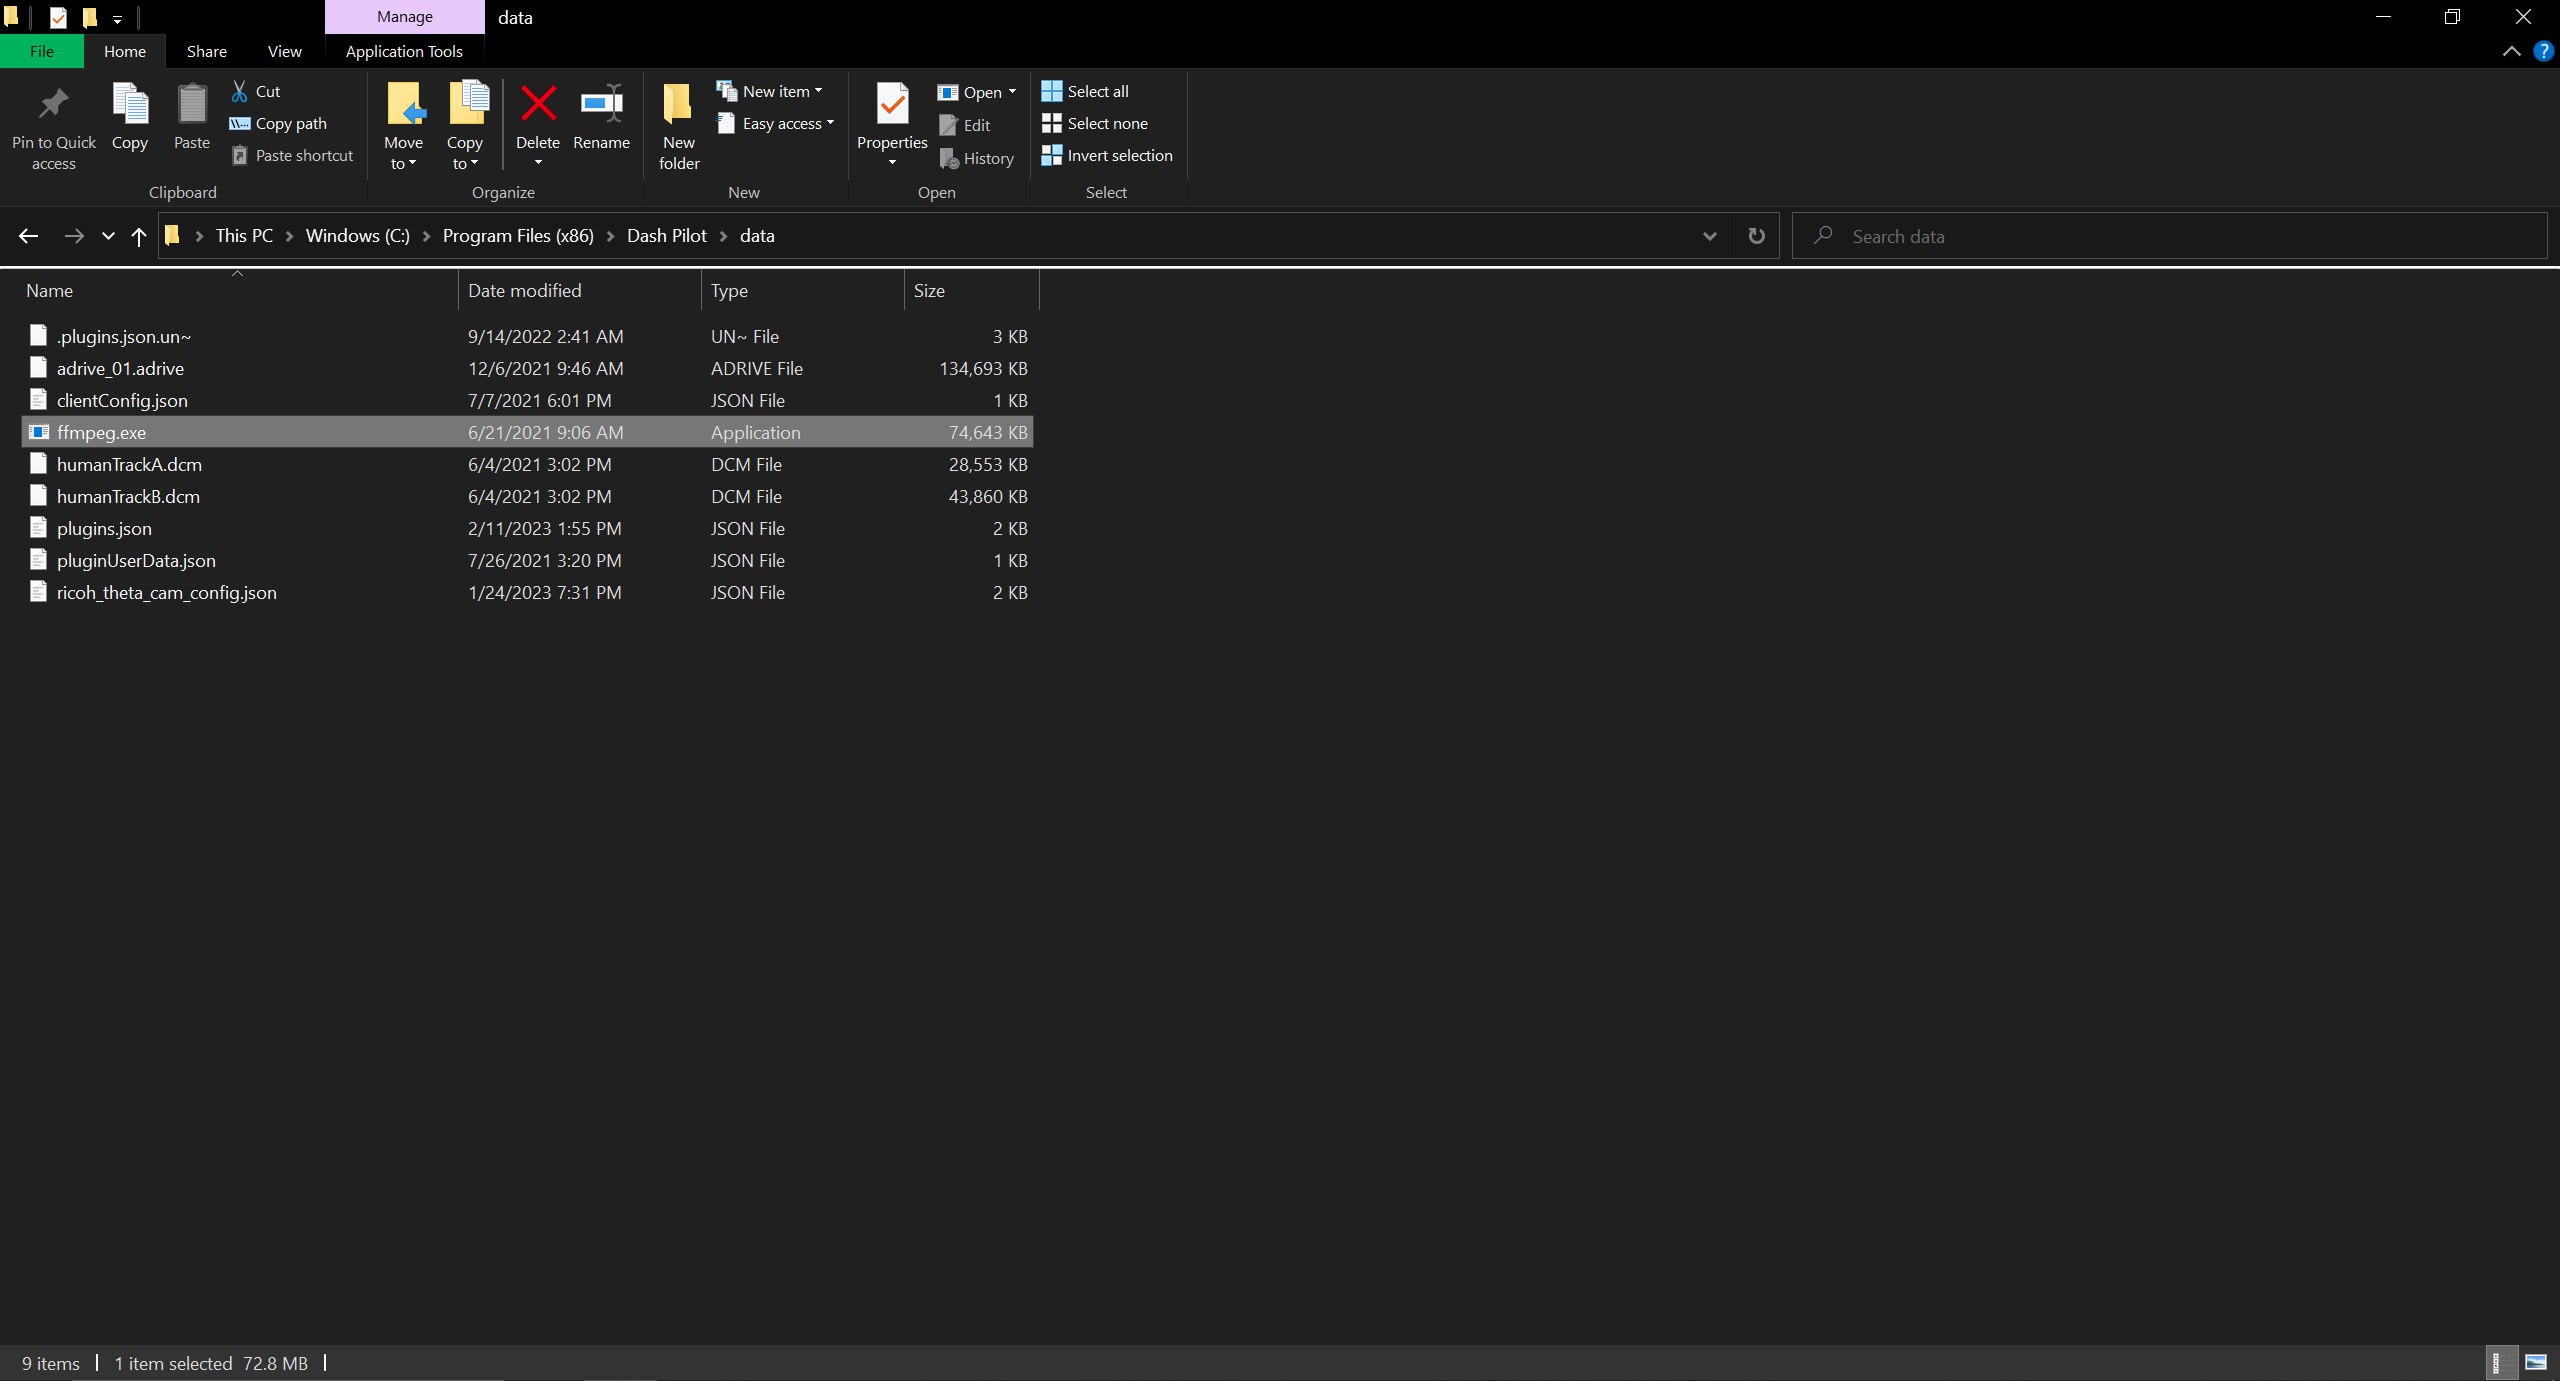 Manage
data
File
Home
Share
View
Application Tools
Pin to Quick access
Copy
Paste
Cut
Copy path
Paste shortcut
Clipboard
Move to
Copy to
Delete
Rename
Organize
New folder
New item
Easy access
New
Properties
Open
Edit
History
Open
Select all
Select none
Invert selection
Select
This PC > Windows (C:) > Program Files (x86) > Dash Pilot > data
Search data
Name Date modified Type Size
.plugins.json.un~ 9/14/2022 2:41 AM UN~ File 3 KB
adrive_01.adrive 12/6/2021 9:46 AM ADRIVE File 134,693 KB
clientConfig.json 7/7/2021 6:01 PM JSON File 1 KB
ffmpeg.exe 6/21/2021 9:06 AM Application 74,643 KB
humanTrackA.dcm 6/4/2021 3:02 PM DCM File 28,553 KB
humanTrackB.dcm 6/4/2021 3:02 PM DCM File 43,860 KB
plugins.json 2/11/2023 1:55 PM JSON File 2 KB
pluginUserData.json 7/26/2021 3:20 PM JSON File 1 KB
ricoh_theta_cam_config.json 1/24/2023 7:31 PM JSON File 2 KB
9 items 1 item selected 72.8 MB